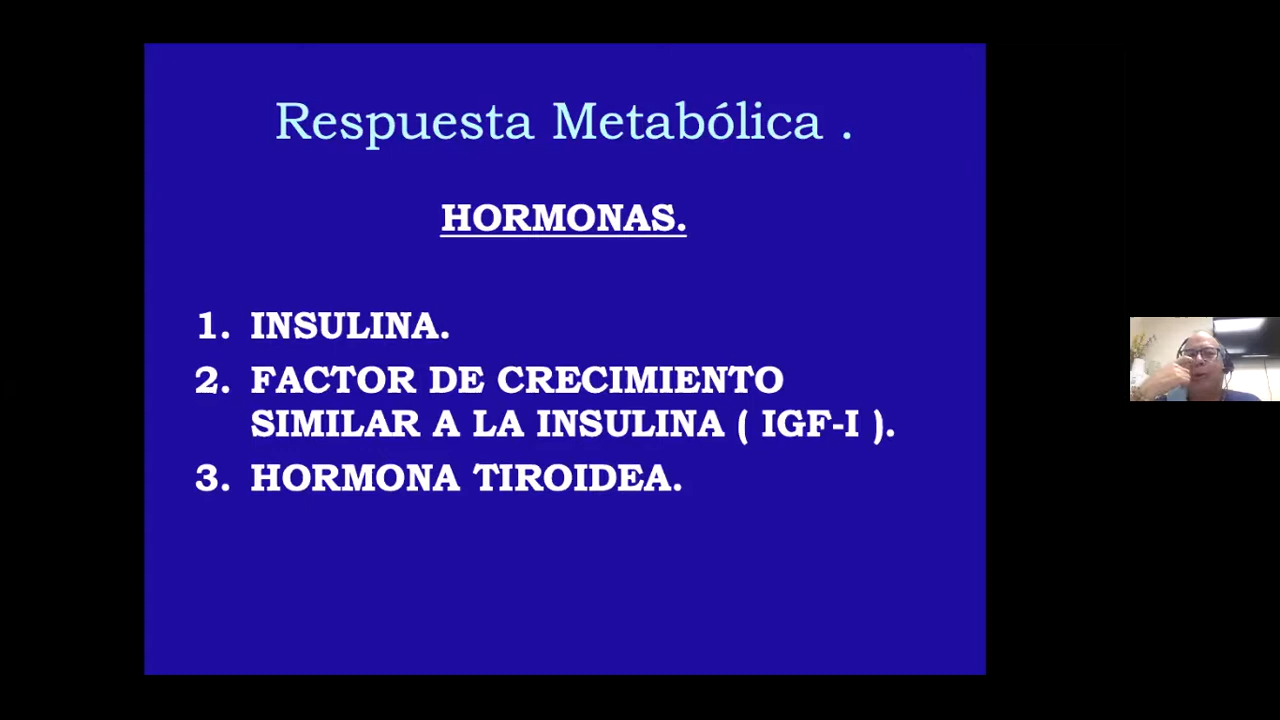 Respuesta Metabólica .
HORMONAS.
1. INSULINA.
2. FACTOR DE CRECIMIENTO
SIMILAR A LA INSULINA ( IGF-I ).
3. HORMONA TIROIDEA.